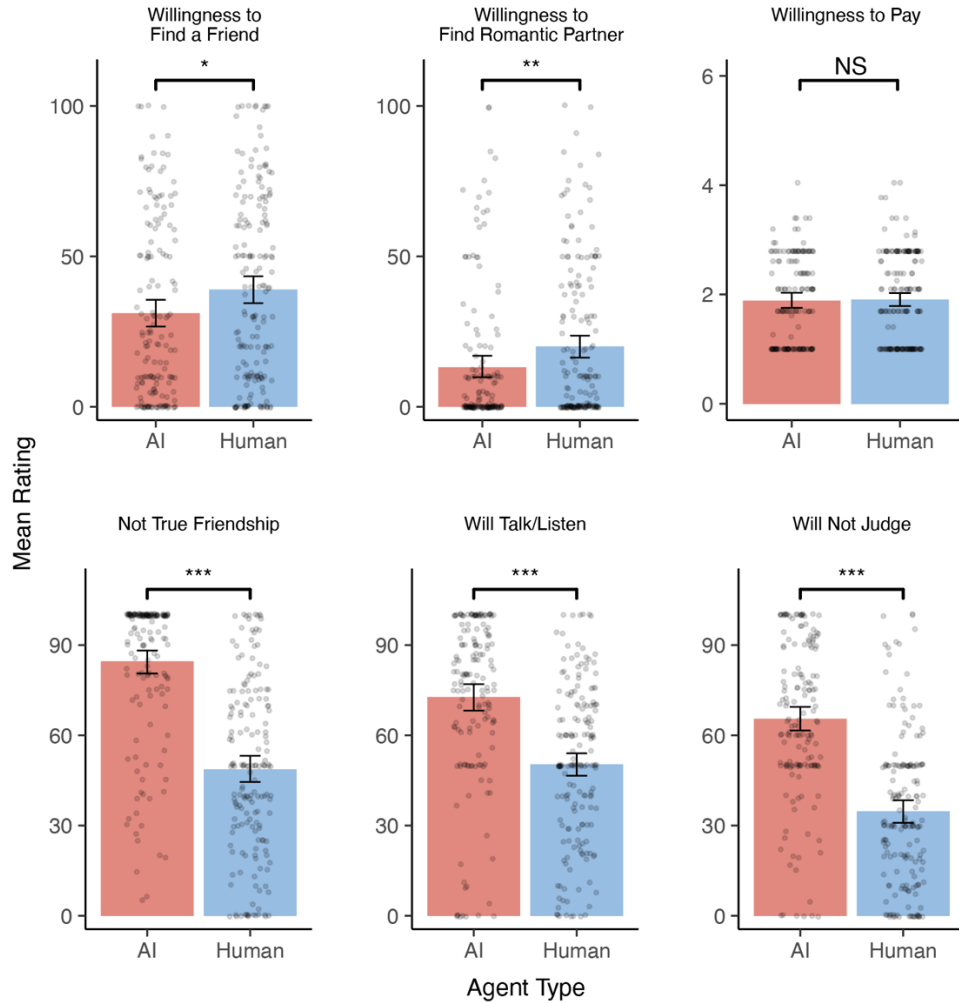 Willingness to
Find a Friend
Willingness to
Find Romantic Partner
Willingness to Pay
*
**
NS
100
50
0
100
50
0
6
4
2
0
AI
Human
AI
Human
AI
Human
Mean Rating
Not True Friendship
Will Talk/Listen
Will Not Judge
***
***
***
90
60
30
0
90
60
30
0
90
60
30
0
AI
Human
AI
Human
AI
Human
Agent Type